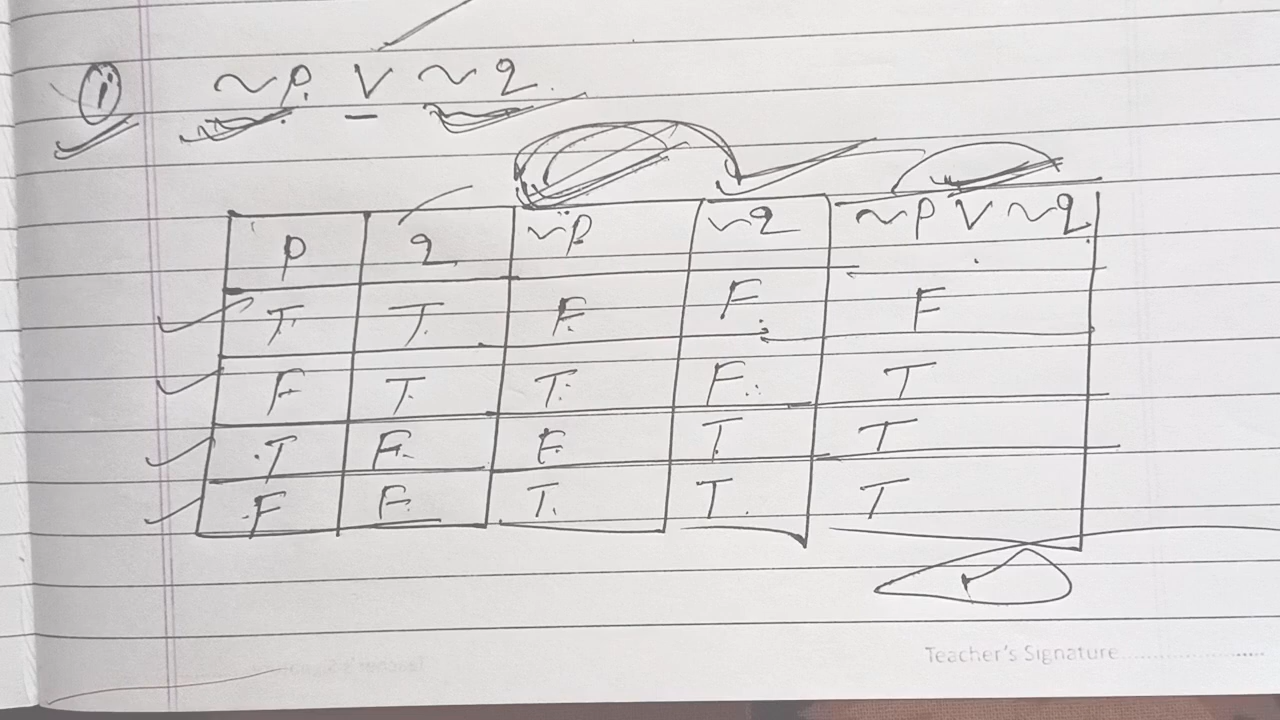 (i) ~p ∨ ~q
p q ~p ~q ~p ∨ ~q
T T F F F
F T T F T
T F F T T
F F T T T
Teacher's Signature